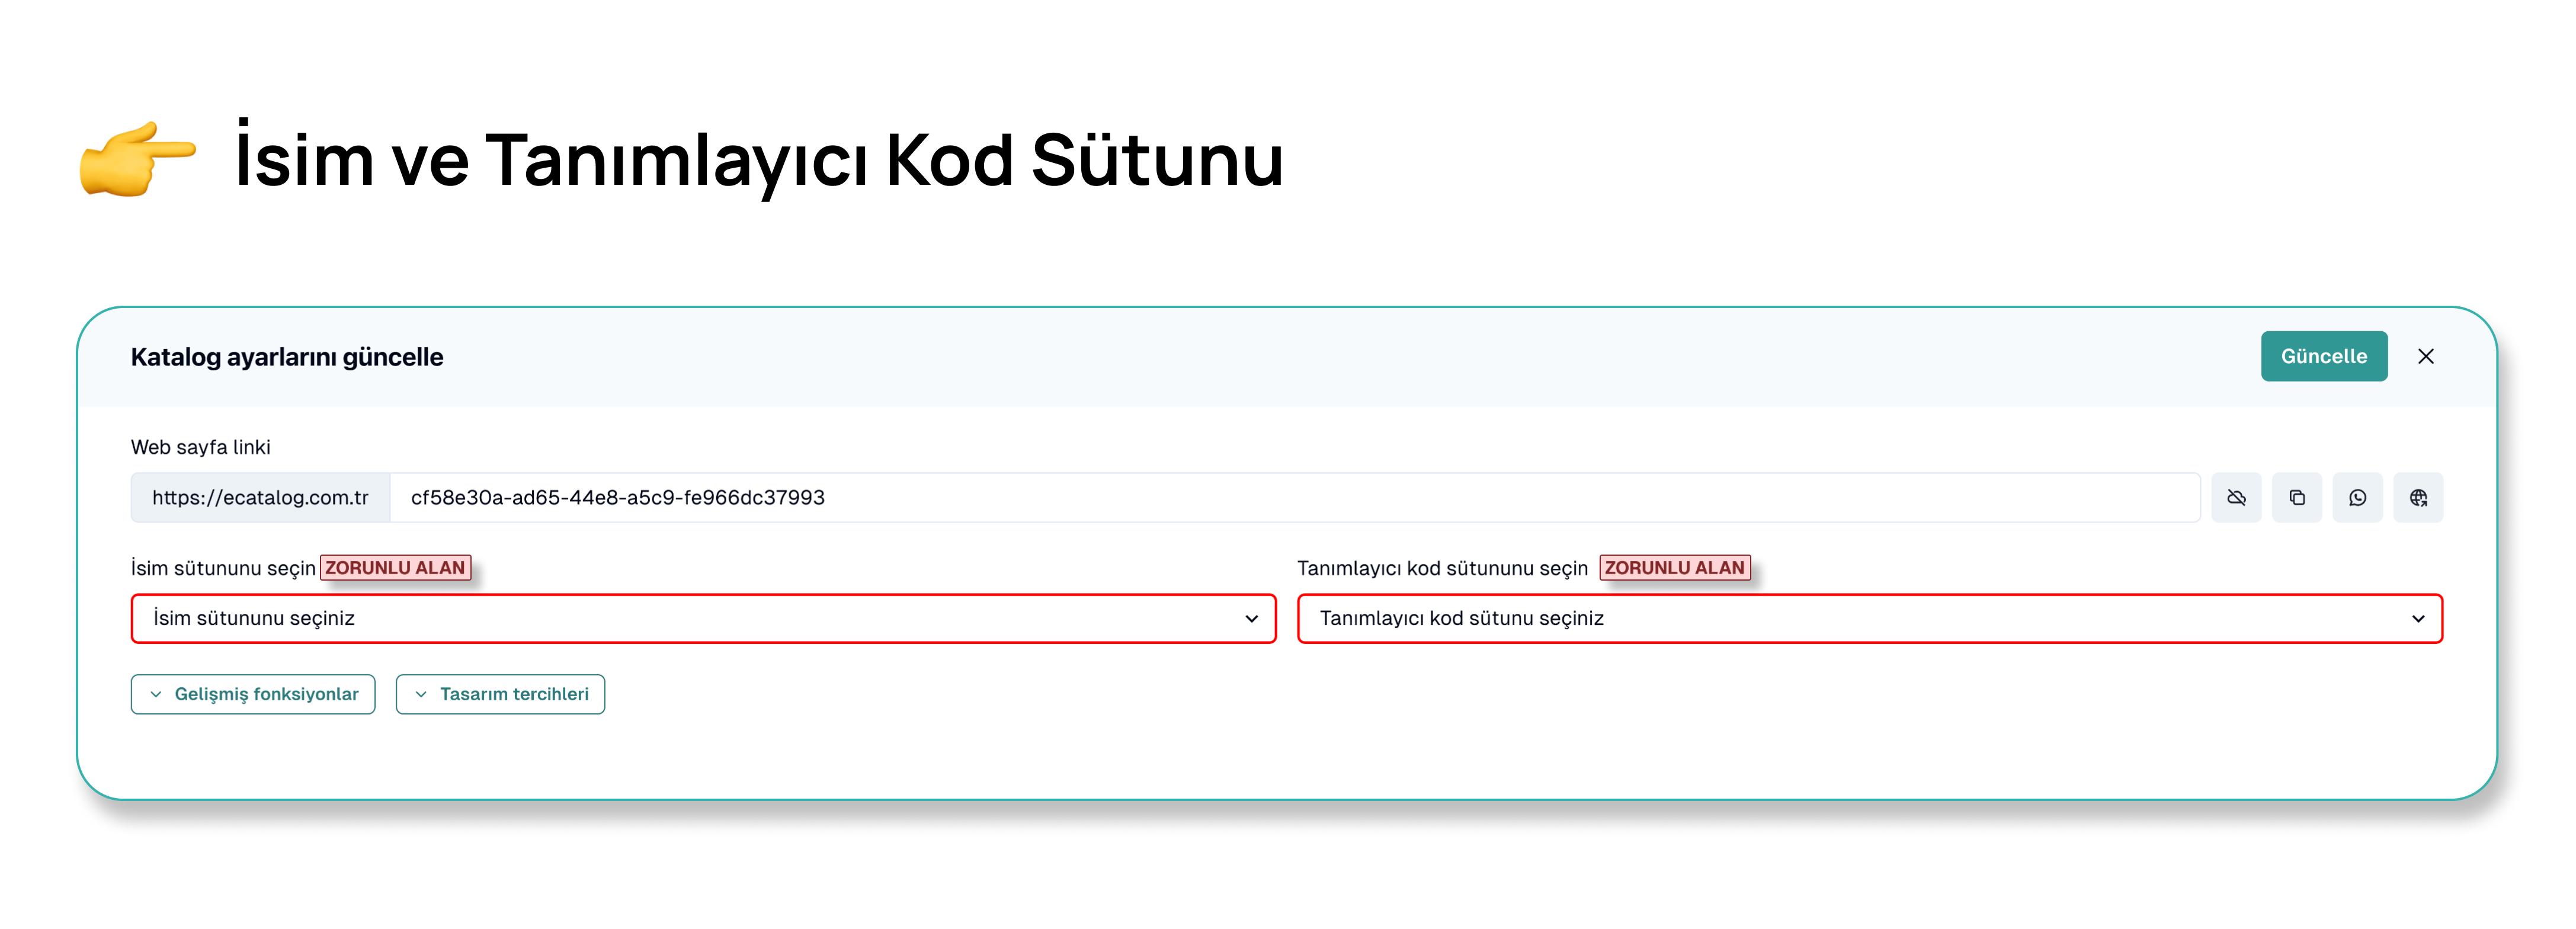 👉 İsim ve Tanımlayıcı Kod Sütunu
Katalog ayarlarını güncelle
Güncelle
Web sayfa linki
https://ecatalog.com.tr cf58e30a-ad65-44e8-a5c9-fe966dc37993
İsim sütununu seçin ZORUNLU ALAN
İsim sütununu seçiniz
Tanımlayıcı kod sütununu seçin ZORUNLU ALAN
Tanımlayıcı kod sütunu seçiniz
Gelişmiş fonksiyonlar
Tasarım tercihleri